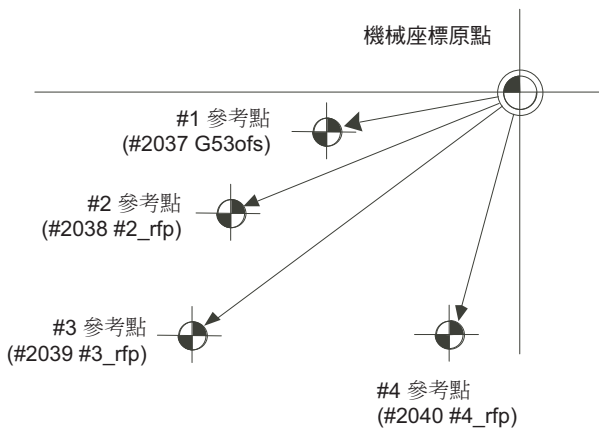 機械座標原點
#1 參考點
(#2037 G53ofs)
#2 參考點
(#2038 #2_rfp)
#3 參考點
(#2039 #3_rfp)
#4 參考點
(#2040 #4_rfp)